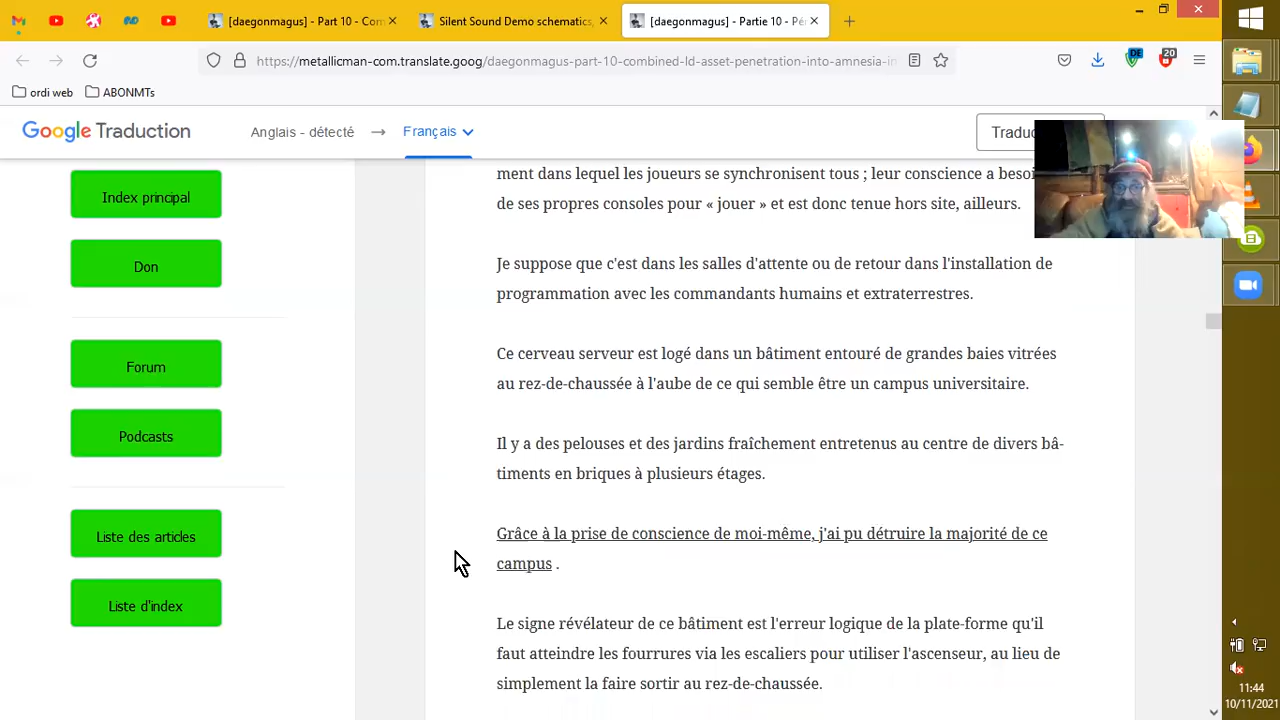 [daegonmagus] - Part 10 - Com
Silent Sound Demo schematics,
[daegonmagus] - Partie 10 - Pé
https://metallicman-com.translate.goog/daegonmagus-part-10-combined-ld-asset-penetration-into-amnesia-in
DE
20
ordi web
ABONMTs
Google Traduction
Anglais - détecté
Français
Traduc
Index principal
Don
Forum
Podcasts
Liste des articles
Liste d'index
ment dans lequel les joueurs se synchronisent tous ; leur conscience a besoi
de ses propres consoles pour « jouer » et est donc tenue hors site, ailleurs.
Je suppose que c'est dans les salles d'attente ou de retour dans l'installation de
programmation avec les commandants humains et extraterrestres.
Ce cerveau serveur est logé dans un bâtiment entouré de grandes baies vitrées
au rez-de-chaussée à l'aube de ce qui semble être un campus universitaire.
Il y a des pelouses et des jardins fraîchement entretenus au centre de divers bâ-
timents en briques à plusieurs étages.
Grâce à la prise de conscience de moi-même, j'ai pu détruire la majorité de ce
campus .
Le signe révélateur de ce bâtiment est l'erreur logique de la plate-forme qu'il
faut atteindre les fourrures via les escaliers pour utiliser l'ascenseur, au lieu de
simplement la faire sortir au rez-de-chaussée.
11:44
10/11/2021